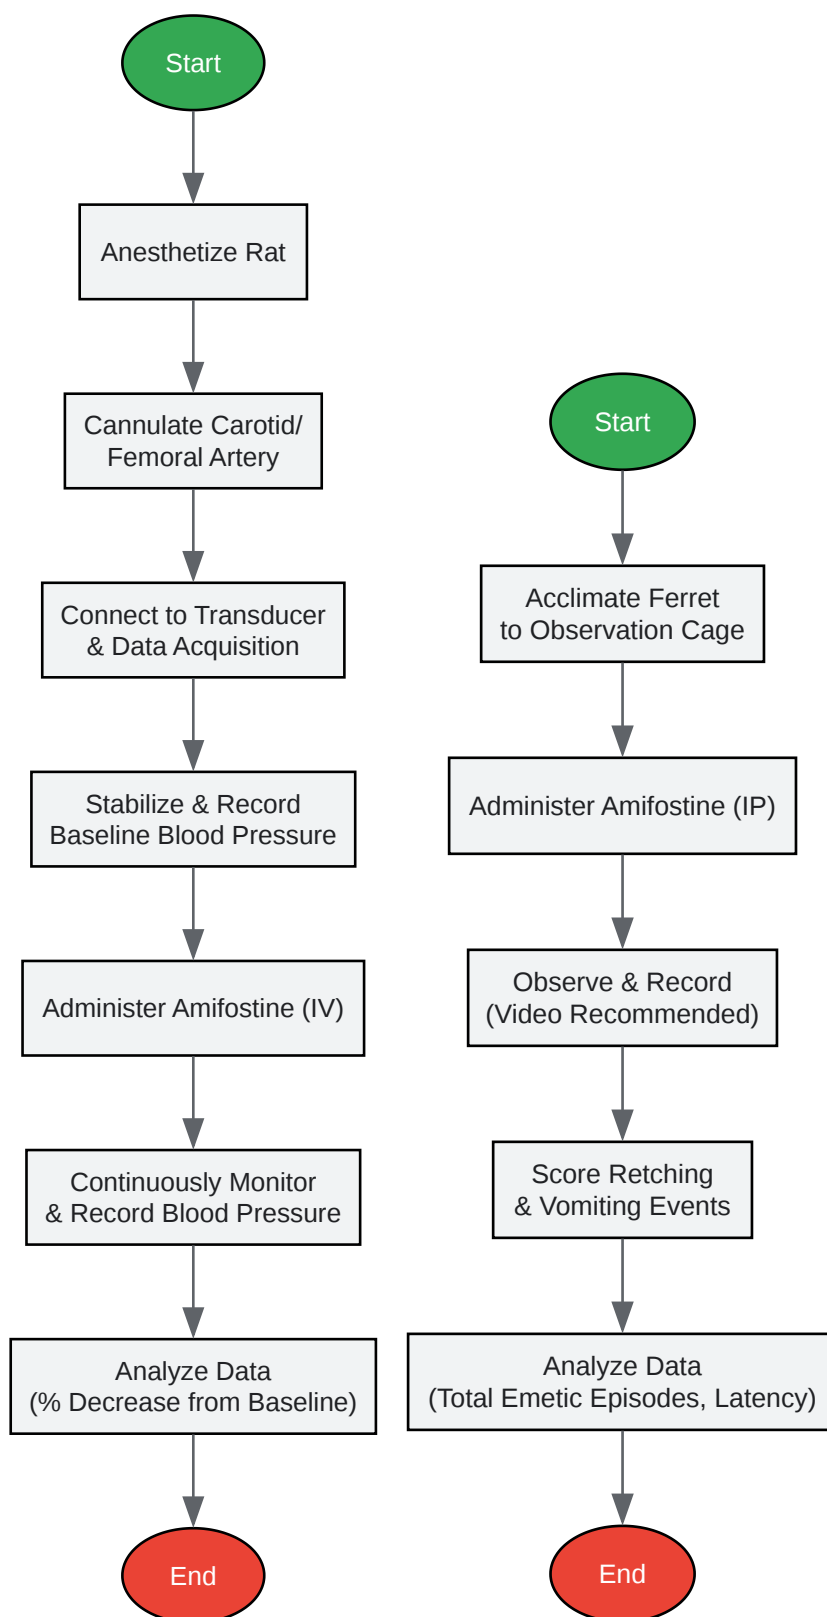 Start
Anesthetize Rat
Cannulate Carotid/
Femoral Artery
Connect to Transducer
& Data Acquisition
Stabilize & Record
Baseline Blood Pressure
Administer Amifostine (IV)
Continuously Monitor
& Record Blood Pressure
Analyze Data
(% Decrease from Baseline)
End
Start
Acclimate Ferret
to Observation Cage
Administer Amifostine (IP)
Observe & Record
(Video Recommended)
Score Retching
& Vomiting Events
Analyze Data
(Total Emetic Episodes, Latency)
End